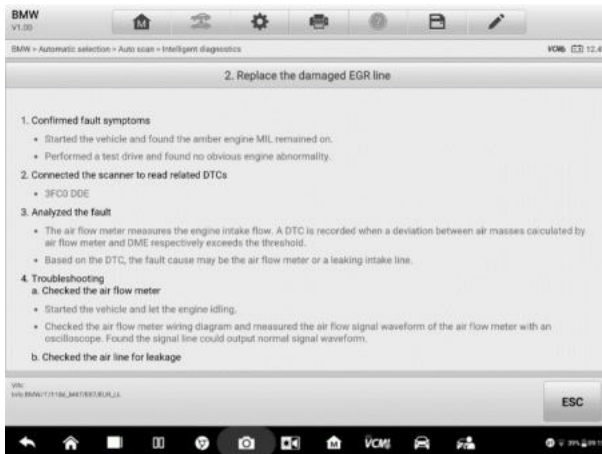 BMW
V1.00
BMW > Automatic selection > Auto scan > Intelligent diagnostics
VCMI 12.4
2. Replace the damaged EGR line
1. Confirmed fault symptoms
• Started the vehicle and found the amber engine MIL remained on.
• Performed a test drive and found no obvious engine abnormality.
2. Connected the scanner to read related DTCs
• 3FC0 DDE
3. Analyzed the fault
• The air flow meter measures the engine intake flow. A DTC is recorded when a deviation between air masses calculated by
air flow meter and DME respectively exceeds the threshold.
• Based on the DTC, the fault cause may be the air flow meter or a leaking intake line.
4. Troubleshooting
a. Checked the air flow meter
• Started the vehicle and let the engine idling.
• Checked the air flow meter wiring diagram and measured the air flow signal waveform of the air flow meter with an
oscilloscope. Found the signal line could output normal signal waveform.
b. Checked the air line for leakage
VIN:
ESC
VCMI